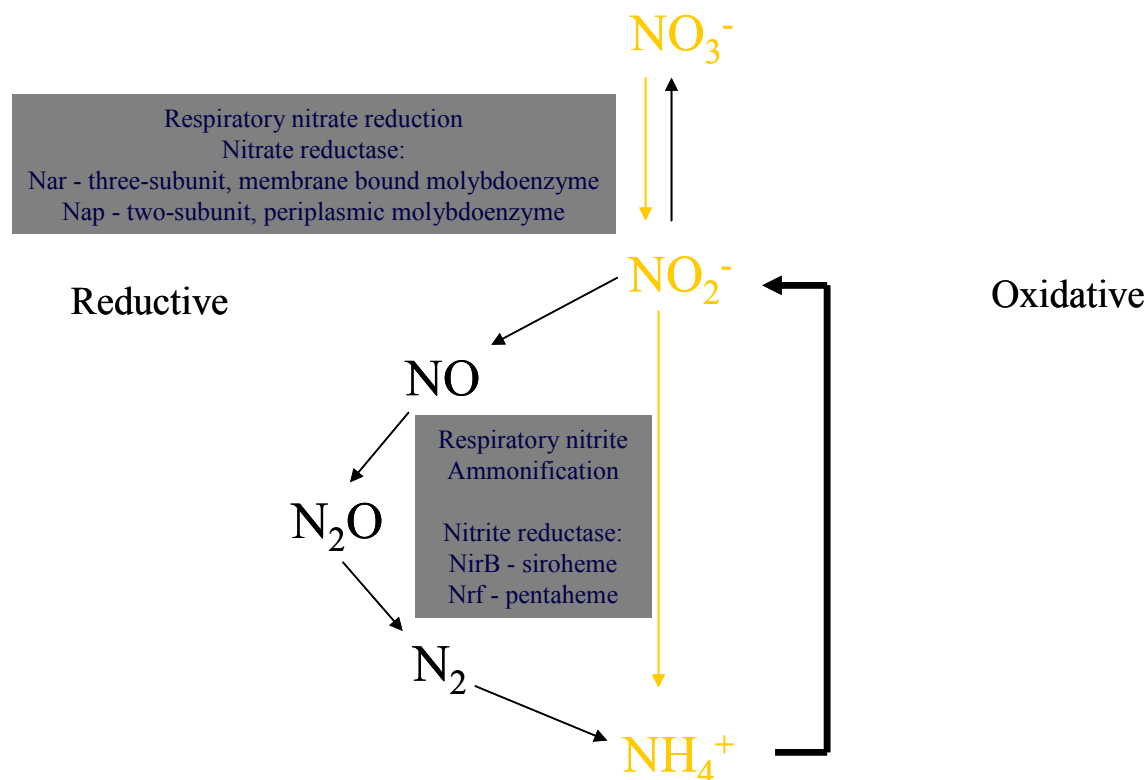 NO₃⁻
Respiratory nitrate reduction
Nitrate reductase:
Nar - three-subunit, membrane bound molybdoenzyme
Nap - two-subunit, periplasmic molybdoenzyme
NO₂⁻
Reductive
Oxidative
NO
Respiratory nitrite
Ammonification
Nitrite reductase:
NirB - siroheme
Nrf - pentaheme
N₂O
N₂
NH₄⁺